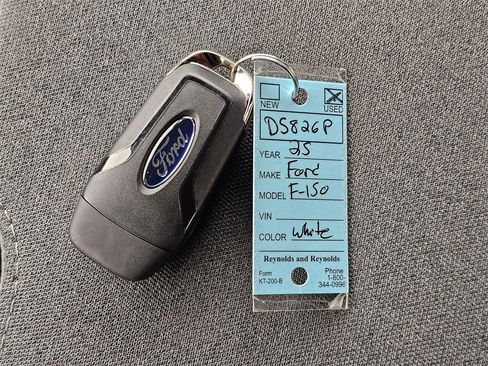 Ford
NEW USED
D5826P
YEAR 25
MAKE Ford
MODEL F-150
VIN
COLOR White
Reynolds and Reynolds
Form
KT-200-B
Phone
1-800-
344-0996